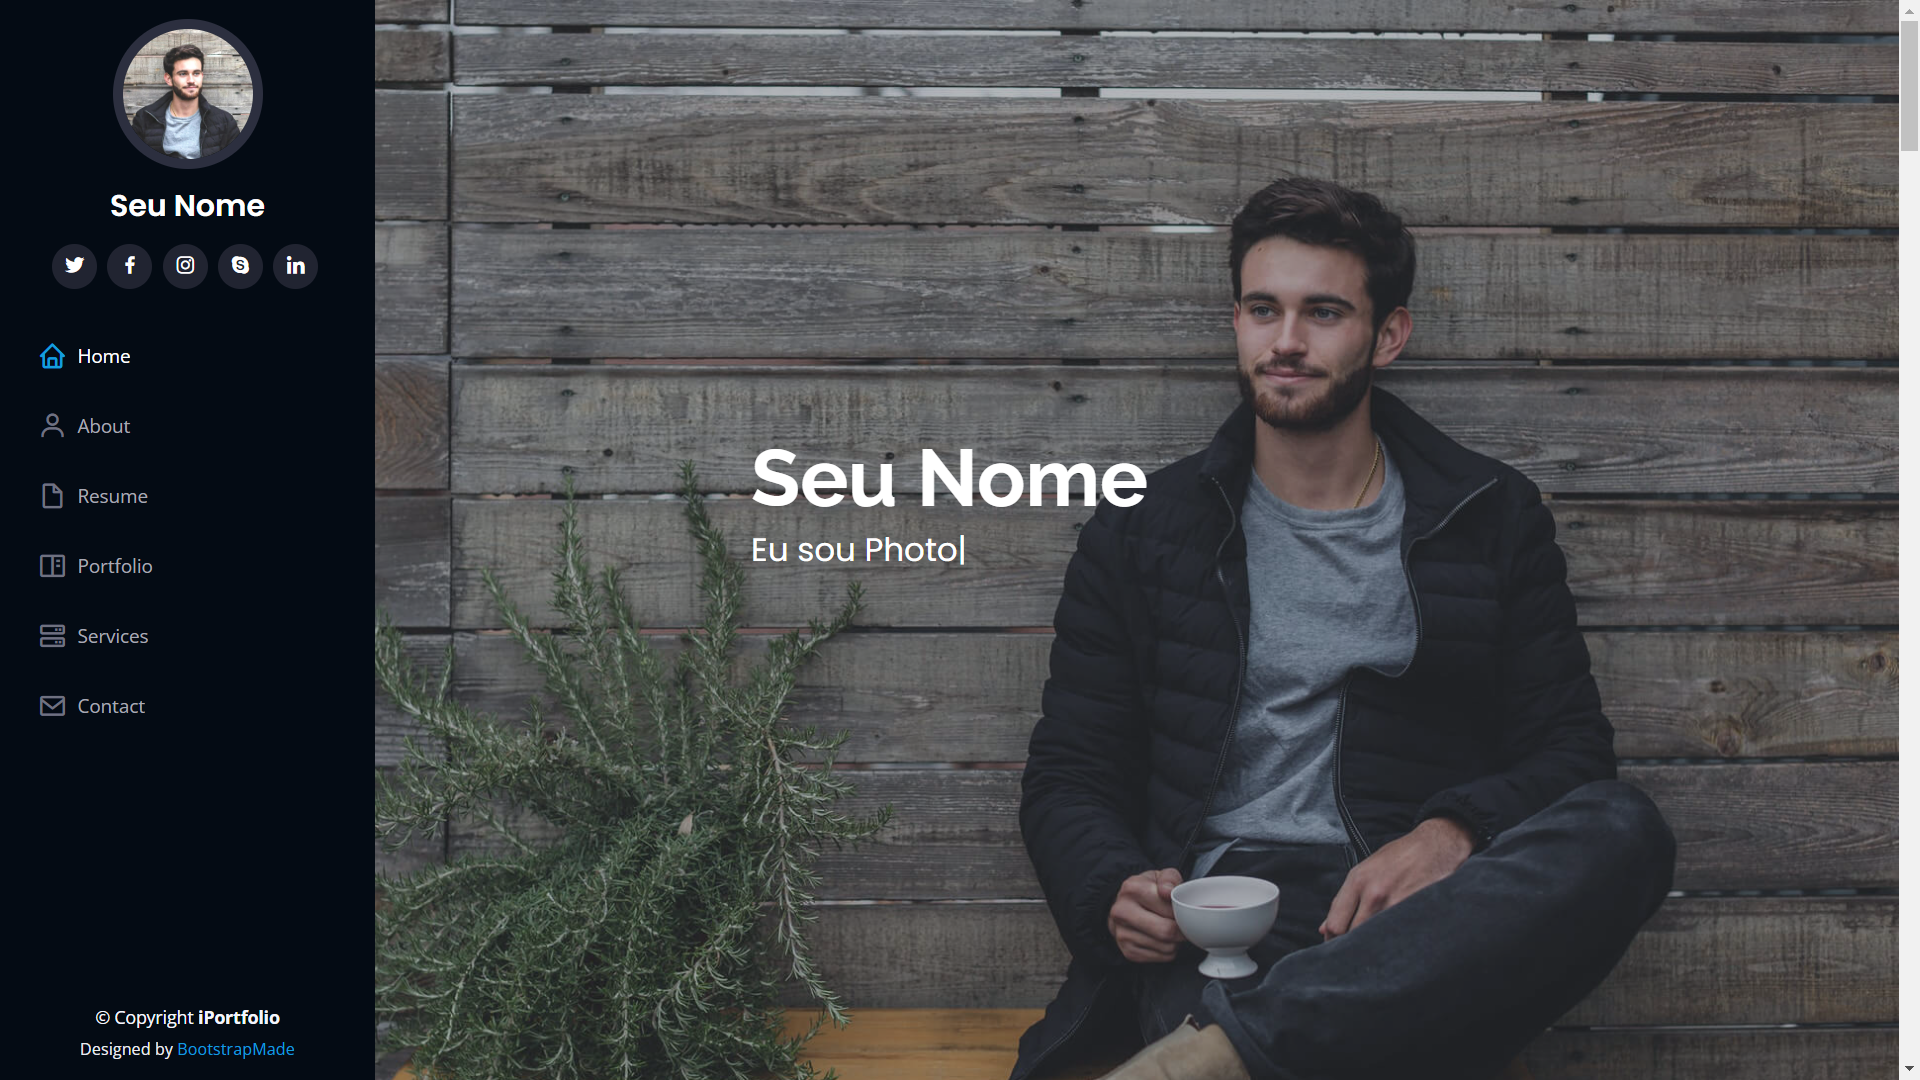 Seu Nome
Home
About
Resume
Portfolio
Services
Contact
© Copyright iPortfolio
Designed by BootstrapMade
Seu Nome
Eu sou Photo|